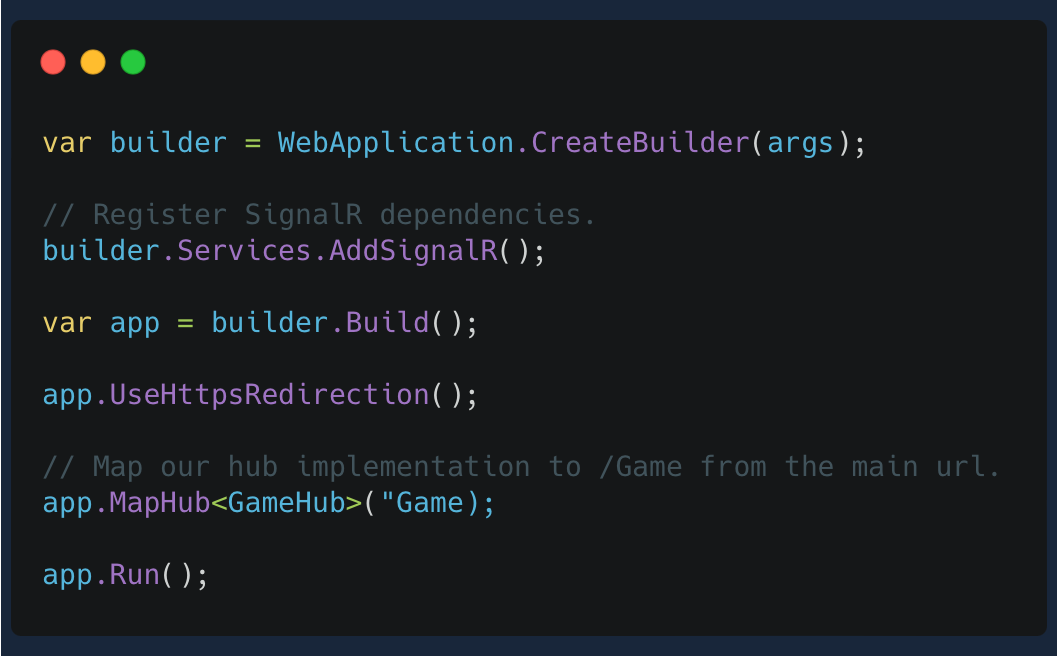 var builder = WebApplication.CreateBuilder(args);
// Register SignalR dependencies.
builder.Services.AddSignalR();
var app = builder.Build();
app.UseHttpsRedirection();
// Map our hub implementation to /Game from the main url.
app.MapHub<GameHub>("Game);
app.Run();